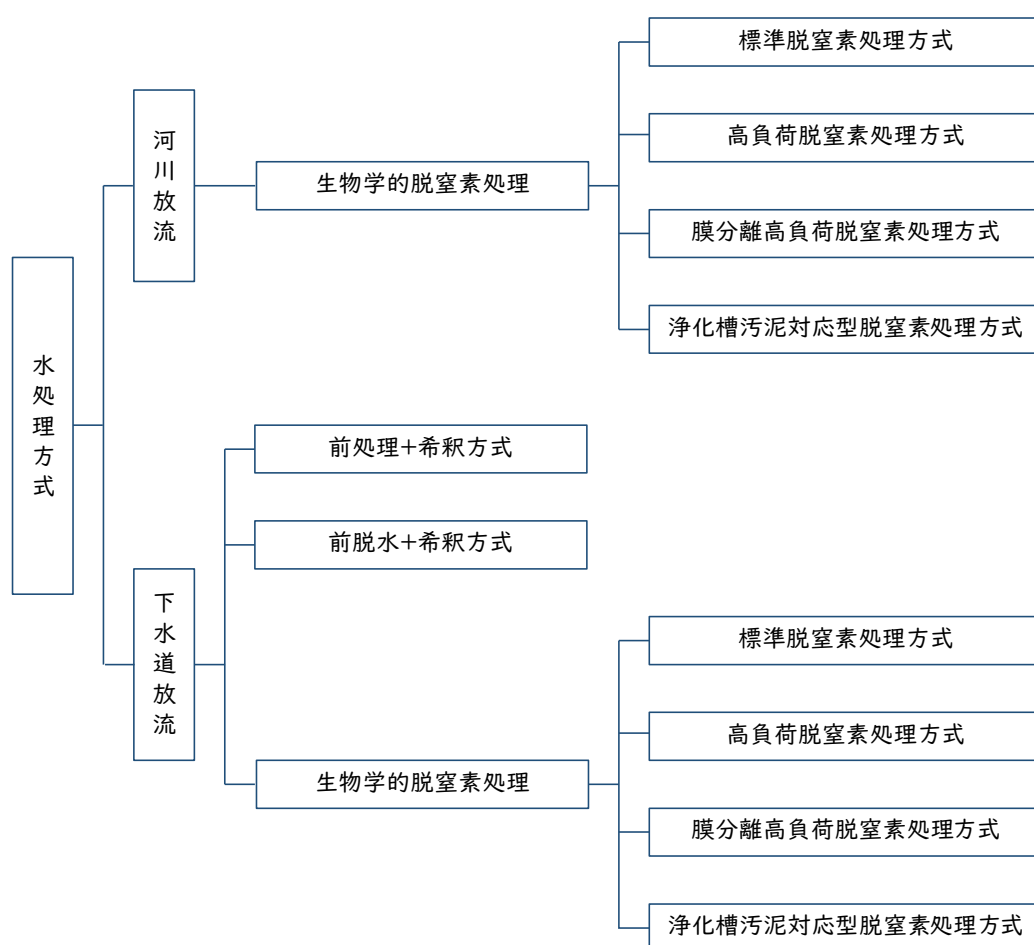 水処理方式
河川放流
生物学的脱窒素処理
標準脱窒素処理方式
高負荷脱窒素処理方式
膜分離高負荷脱窒素処理方式
浄化槽汚泥対応型脱窒素処理方式
下水道放流
前処理+希釈方式
前脱水+希釈方式
生物学的脱窒素処理
標準脱窒素処理方式
高負荷脱窒素処理方式
膜分離高負荷脱窒素処理方式
浄化槽汚泥対応型脱窒素処理方式